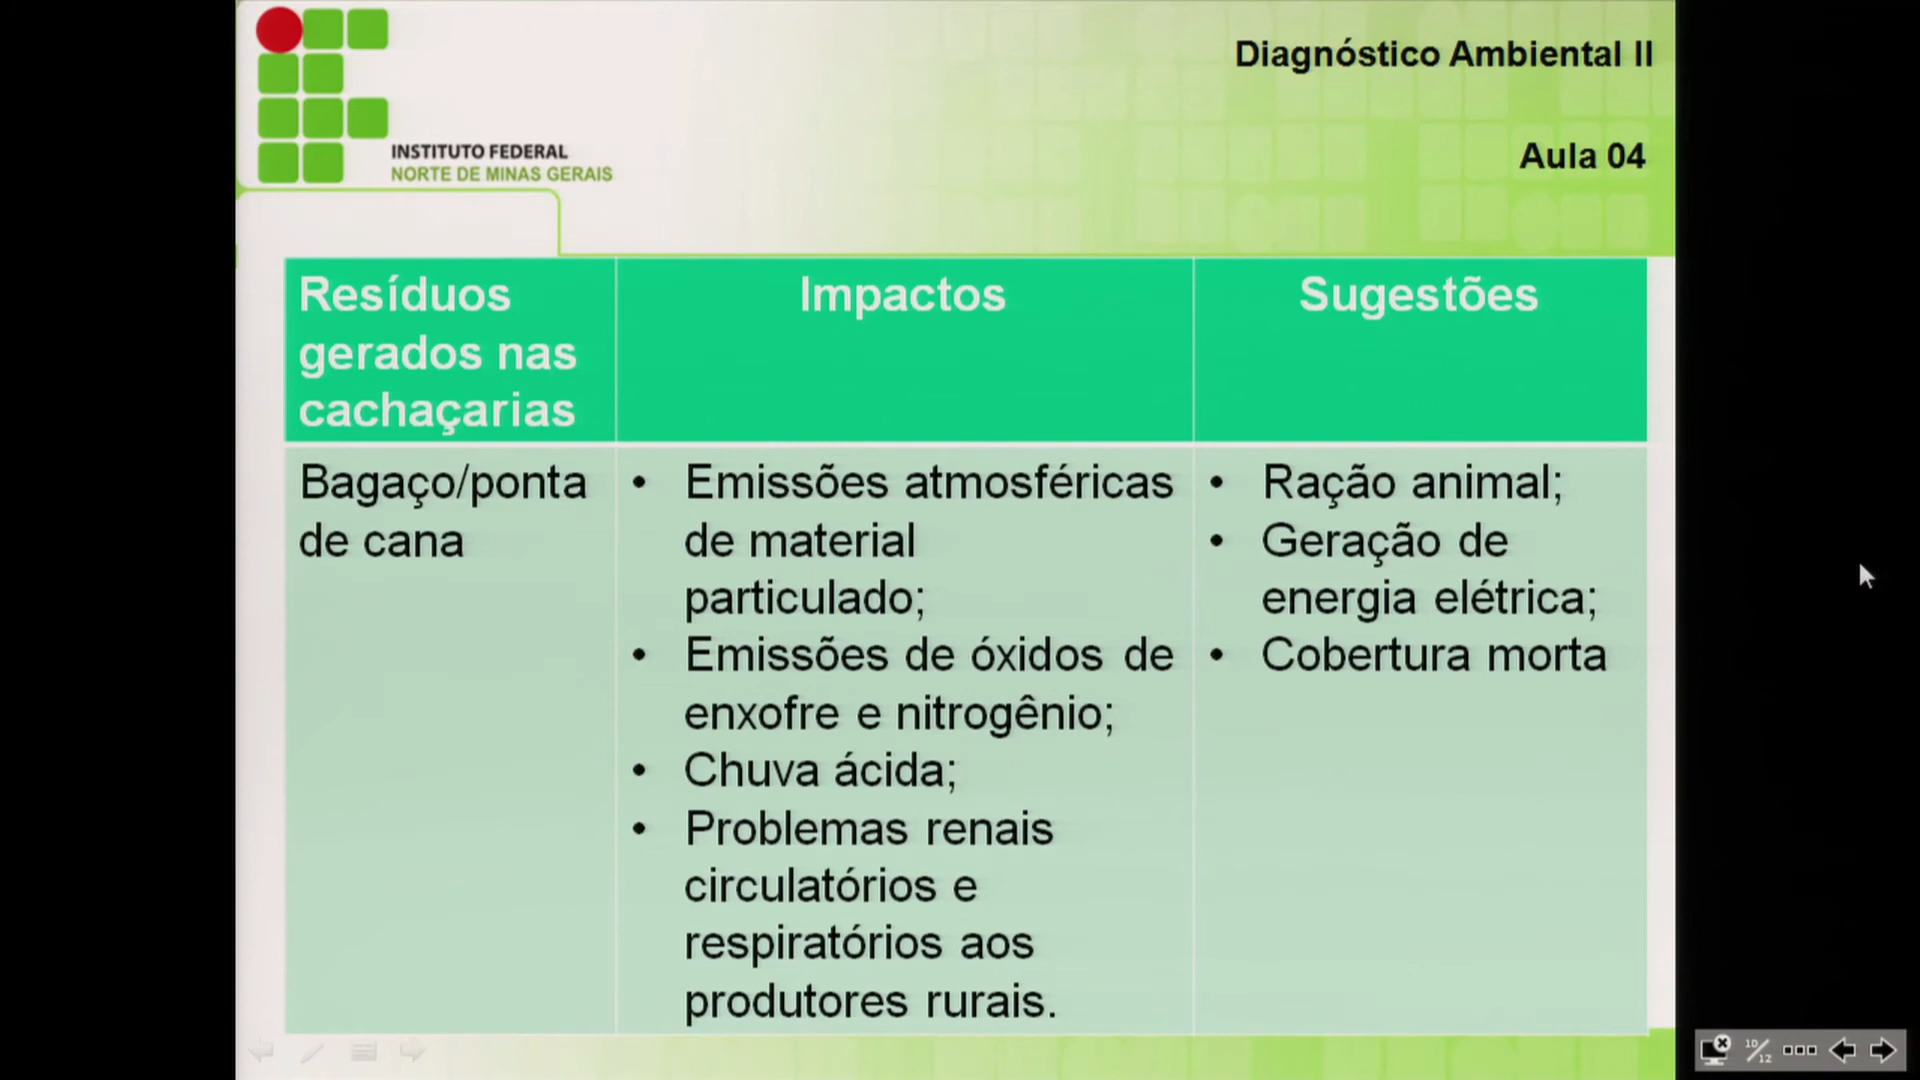 INSTITUTO FEDERAL
NORTE DE MINAS GERAIS
Diagnóstico Ambiental II
Aula 04
Resíduos
gerados nas
cachaçarias
Impactos
Sugestões
Bagaço/ponta
de cana
• Emissões atmosféricas
de material
particulado;
• Emissões de óxidos de
enxofre e nitrogênio;
• Chuva ácida;
• Problemas renais
circulatórios e
respiratórios aos
produtores rurais.
• Ração animal;
• Geração de
energia elétrica;
• Cobertura morta
10/12